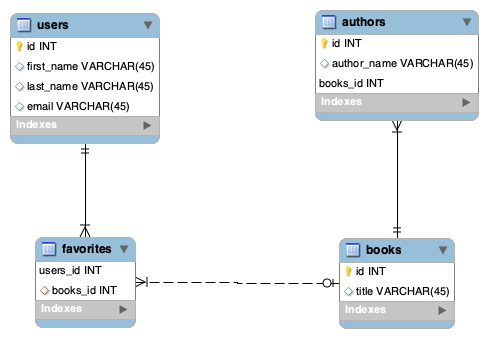 users
id INT
first_name VARCHAR(45)
last_name VARCHAR(45)
email VARCHAR(45)
Indexes
authors
id INT
author_name VARCHAR(45)
books_id INT
Indexes
favorites
users_id INT
books_id INT
Indexes
books
id INT
title VARCHAR(45)
Indexes